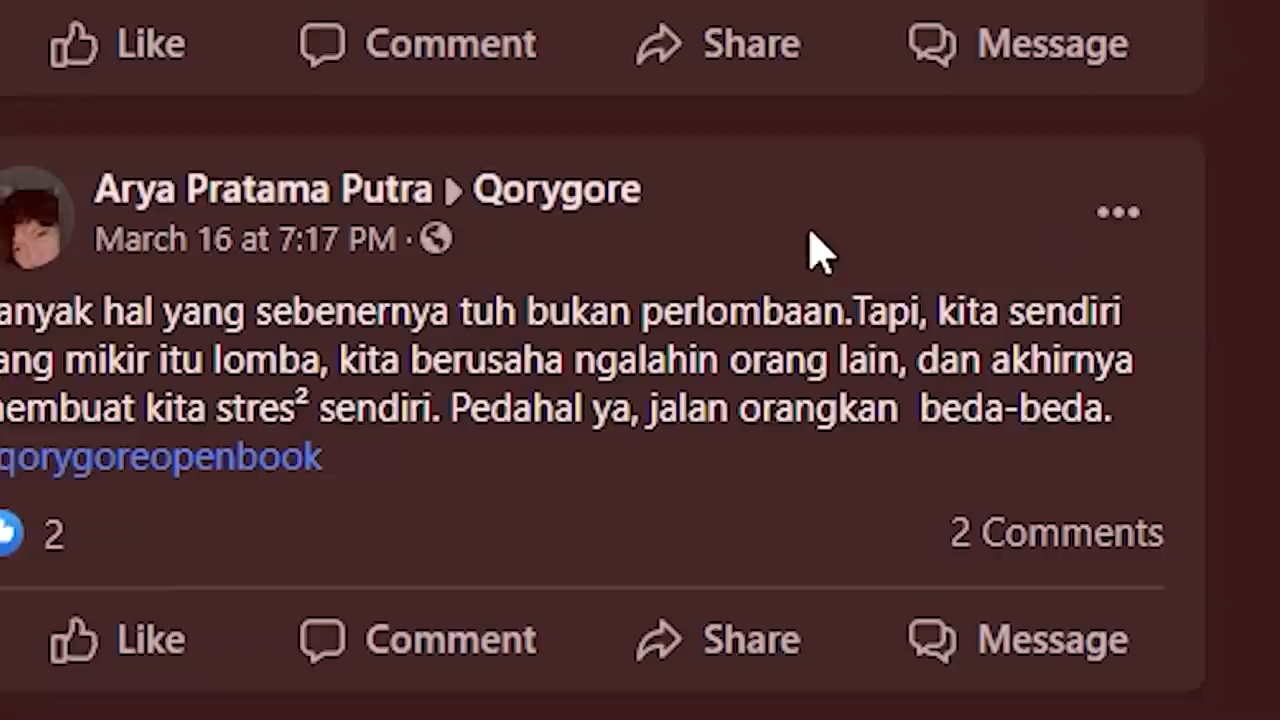 Like Comment Share Message
Arya Pratama Putra Qorygore
March 16 at 7:17 PM ·
anyak hal yang sebenernya tuh bukan perlombaan.Tapi, kita sendiri
ang mikir itu lomba, kita berusaha ngalahin orang lain, dan akhirnya
embuat kita stres² sendiri. Pedahal ya, jalan orangkan beda-beda.
qorygoreopenbook
2 2 Comments
Like Comment Share Message